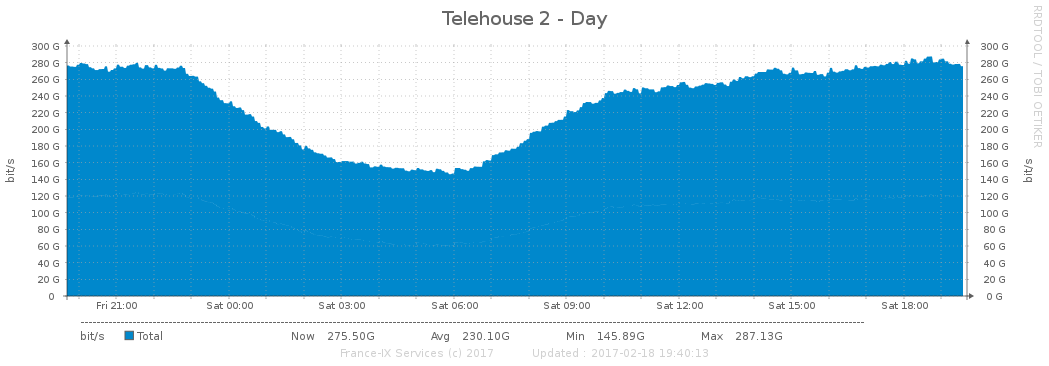 Telehouse 2 - Day
RRDTOOL / TOBI OETIKER
bit/s
bit/s
300 G 300 G
280 G 280 G
260 G 260 G
240 G 240 G
220 G 220 G
200 G 200 G
180 G 180 G
160 G 160 G
140 G 140 G
120 G 120 G
100 G 100 G
80 G 80 G
60 G 60 G
40 G 40 G
20 G 20 G
0 0 G
Fri 21:00 Sat 00:00 Sat 03:00 Sat 06:00 Sat 09:00 Sat 12:00 Sat 15:00 Sat 18:00
bit/s Total Now 275.50G Avg 230.10G Min 145.89G Max 287.13G
France-IX Services (c) 2017 Updated : 2017-02-18 19:40:13